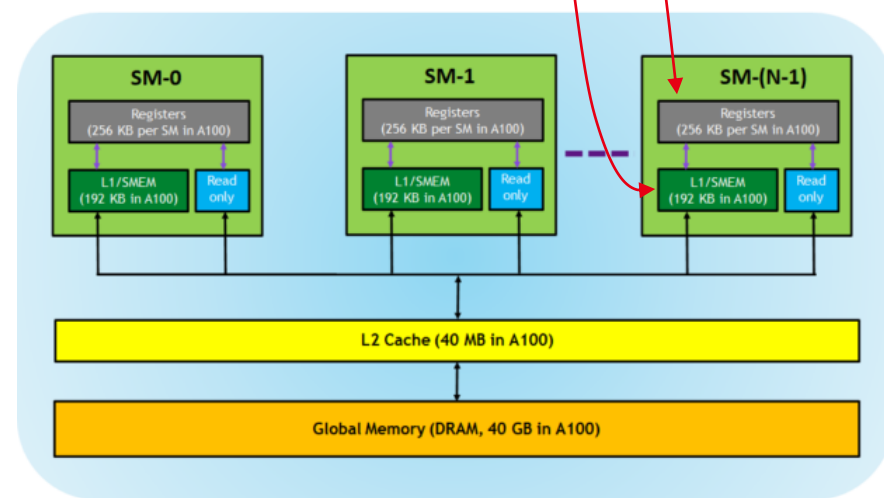 SM-0
Registers
(256 KB per SM in A100)
L1/SMEM
(192 KB in A100)
Read
only
SM-1
Registers
(256 KB per SM in A100)
L1/SMEM
(192 KB in A100)
Read
only
SM-(N-1)
Registers
(256 KB per SM in A100)
L1/SMEM
(192 KB in A100)
Read
only
L2 Cache (40 MB in A100)
Global Memory (DRAM, 40 GB in A100)